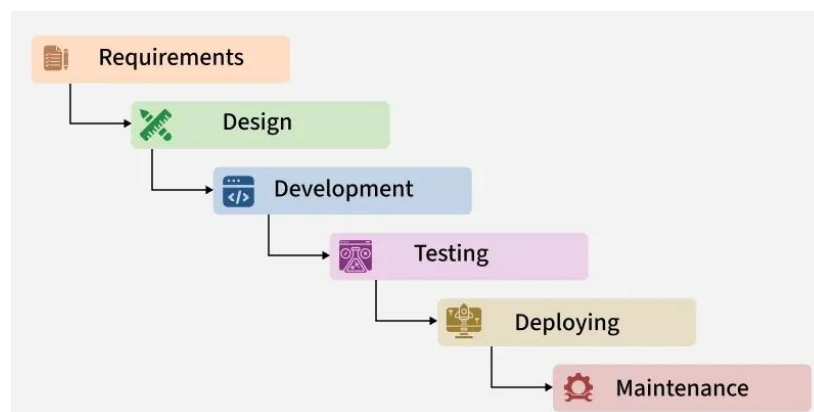 Requirements
Design
Development
Testing
Deploying
Maintenance